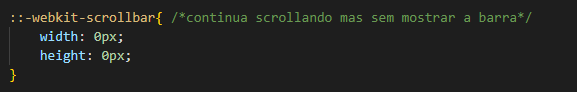 ::-webkit-scrollbar{ /*continua scrollando mas sem mostrar a barra*/
    width: 0px;
    height: 0px;
}